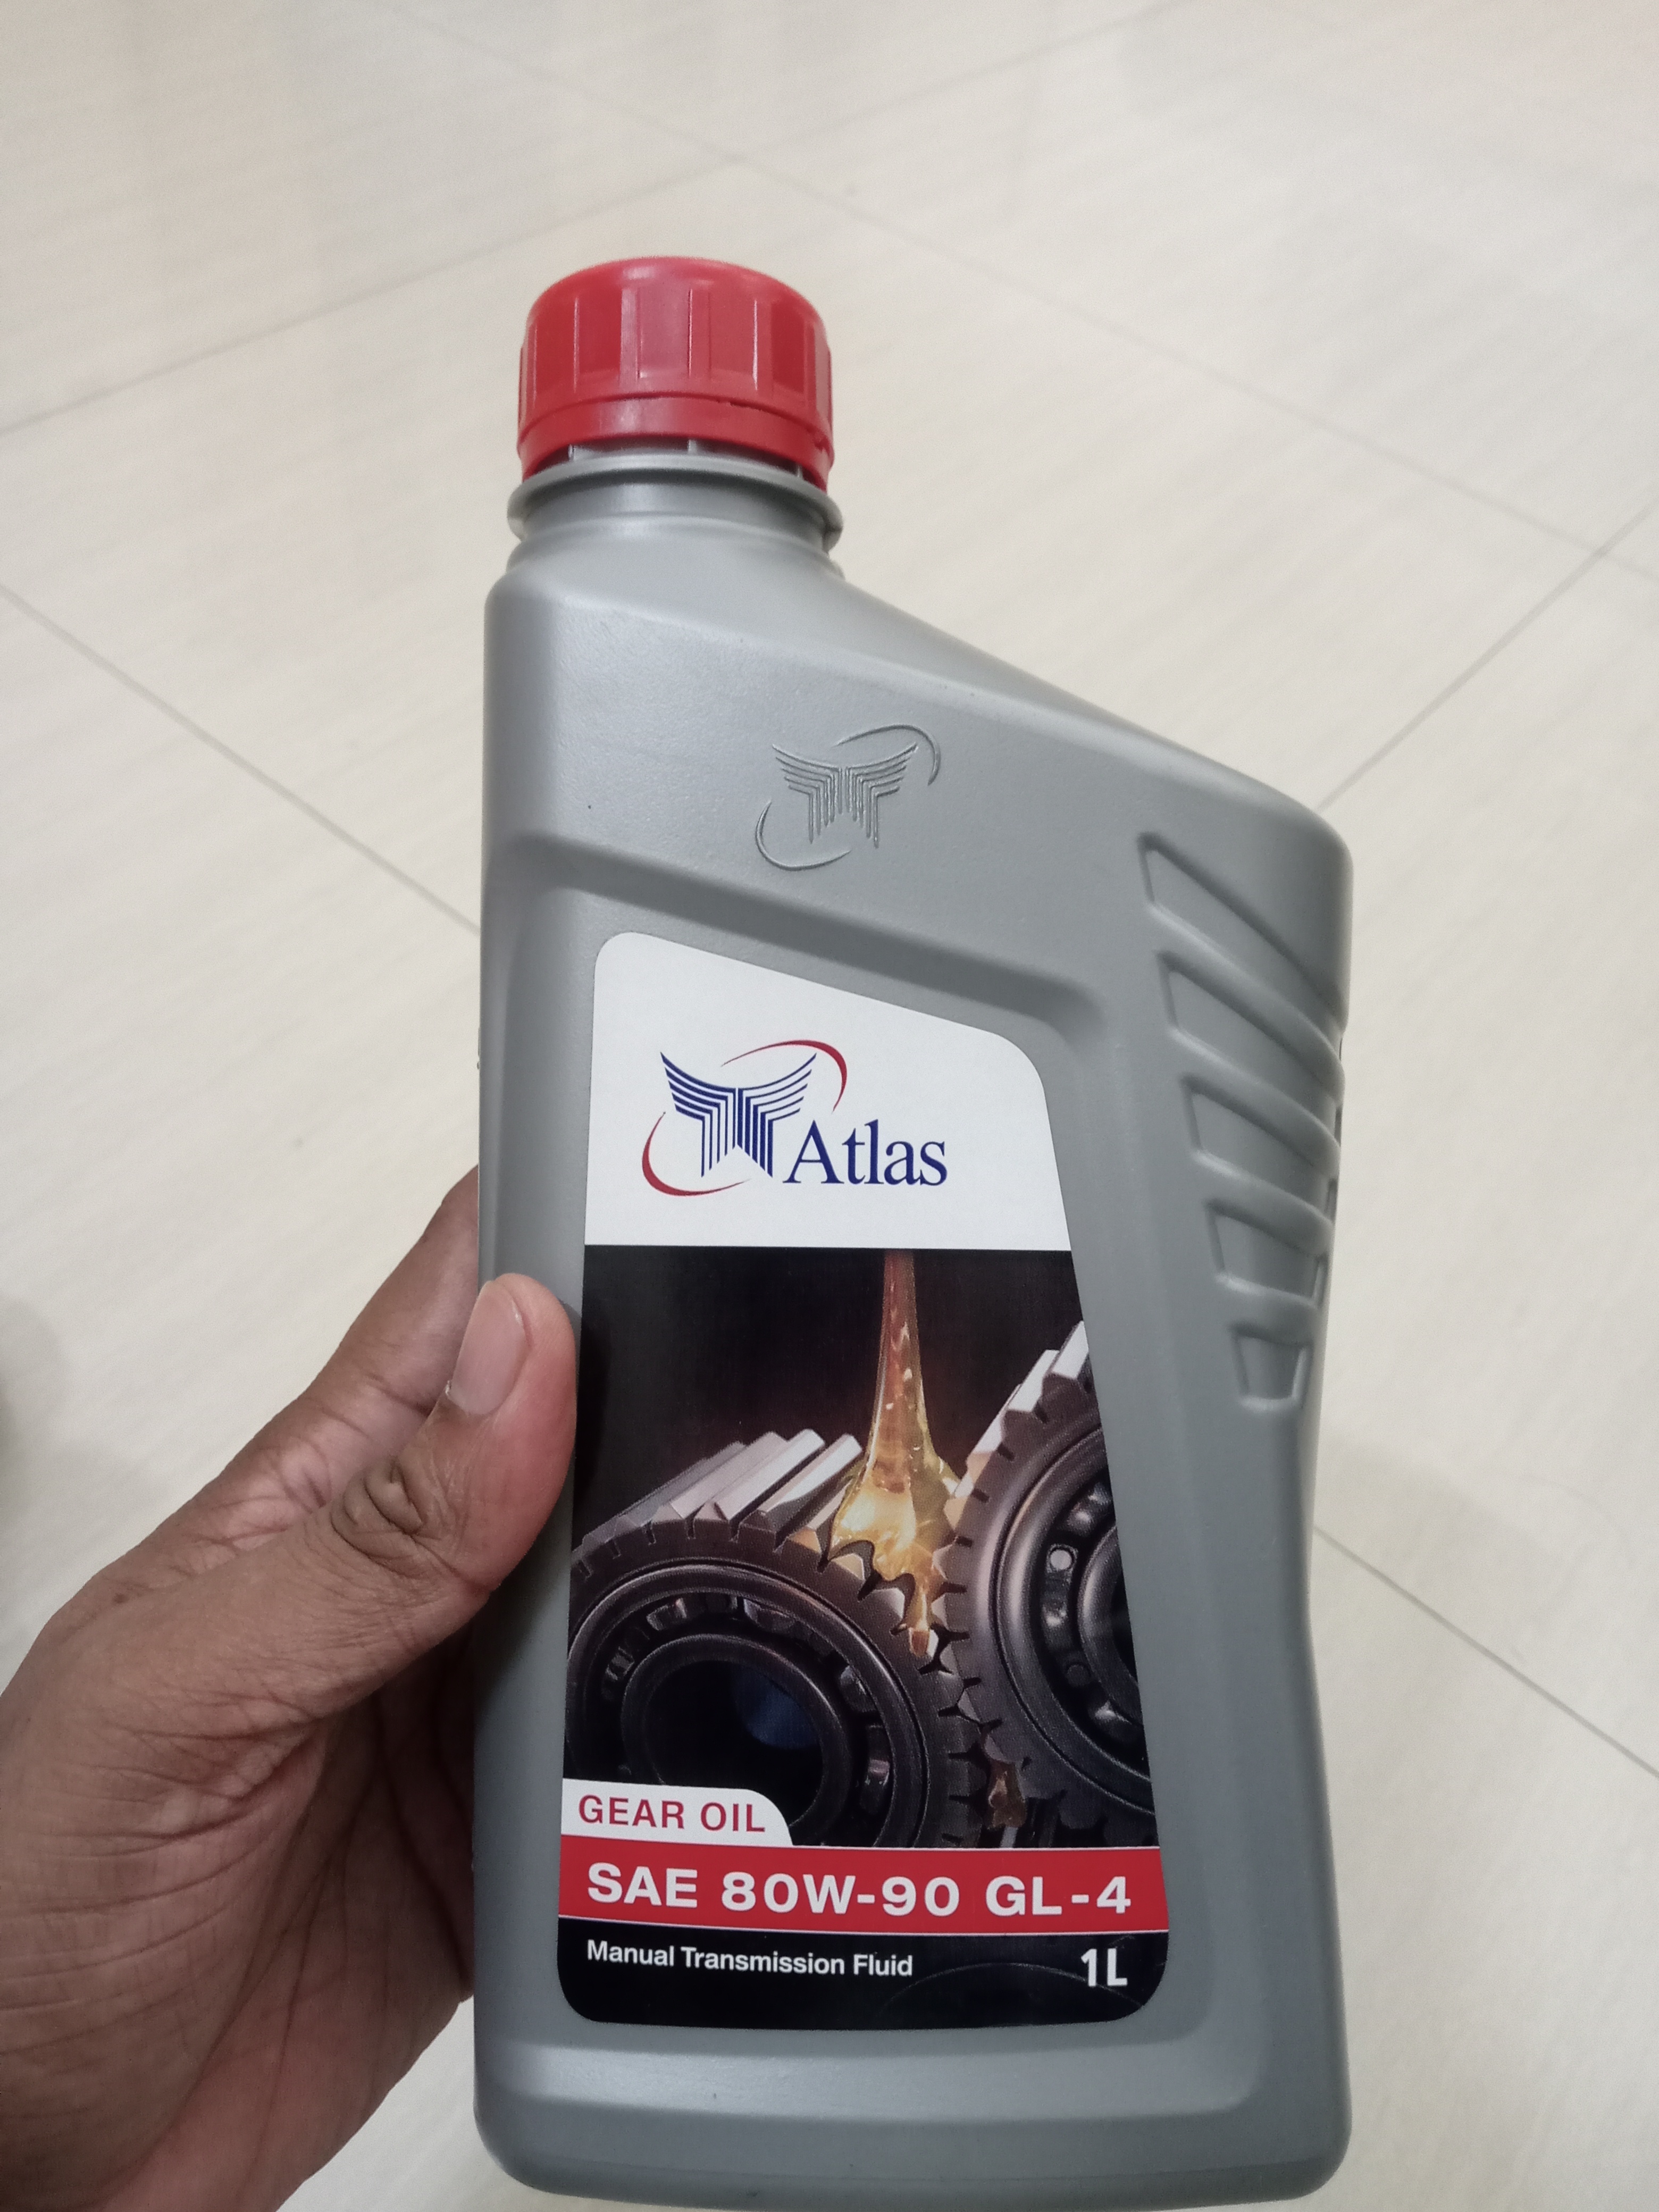 Atlas
GEAR OIL
SAE 80W-90 GL-4
Manual Transmission Fluid 1L